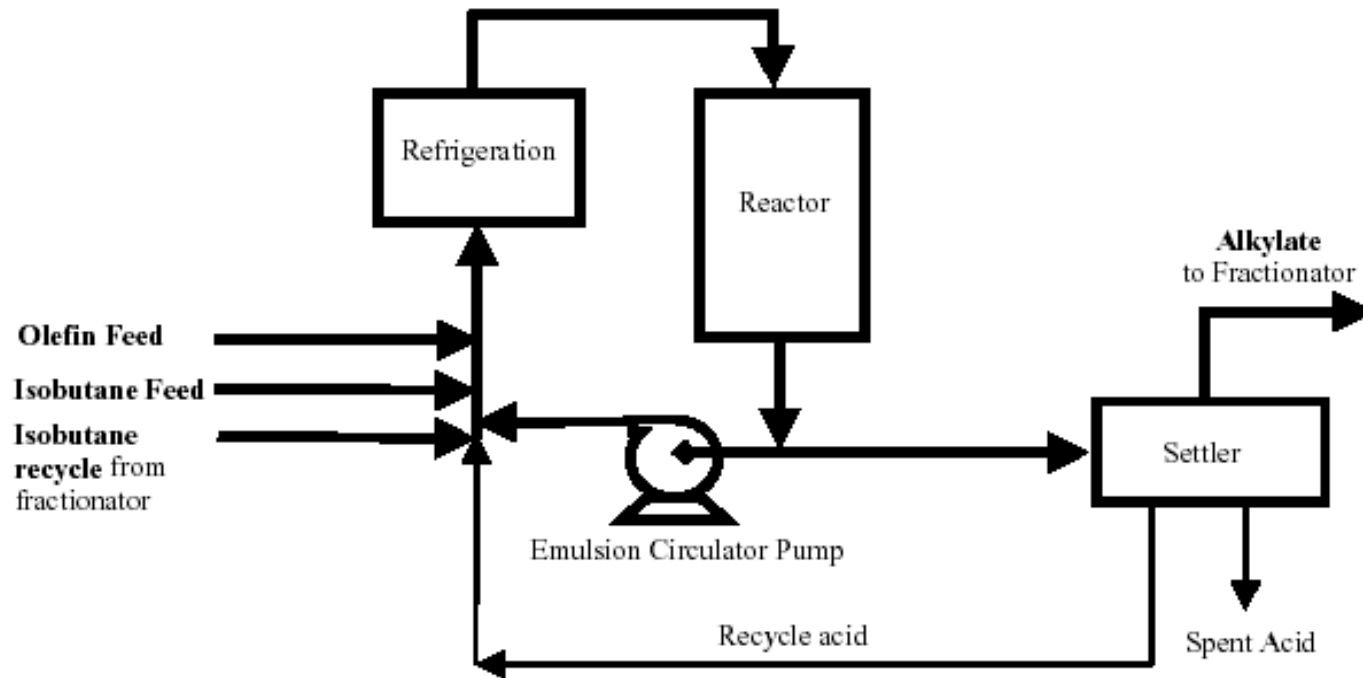 Refrigeration
Reactor
Alkylate
to Fractionator
Olefin Feed
Isobutane Feed
Isobutane
recycle from
fractionator
Settler
Emulsion Circulator Pump
Recycle acid
Spent Acid